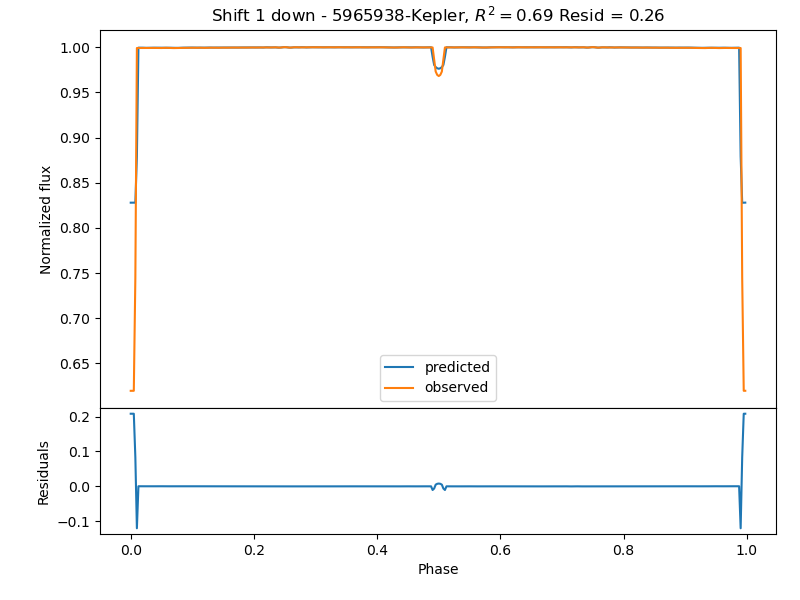 Shift 1 down - 5965938-Kepler, R² = 0.69 Resid = 0.26
Normalized flux
1.00
0.95
0.90
0.85
0.80
0.75
0.70
0.65
predicted
observed
Residuals
0.2
0.1
0.0
−0.1
0.0 0.2 0.4 0.6 0.8 1.0
Phase